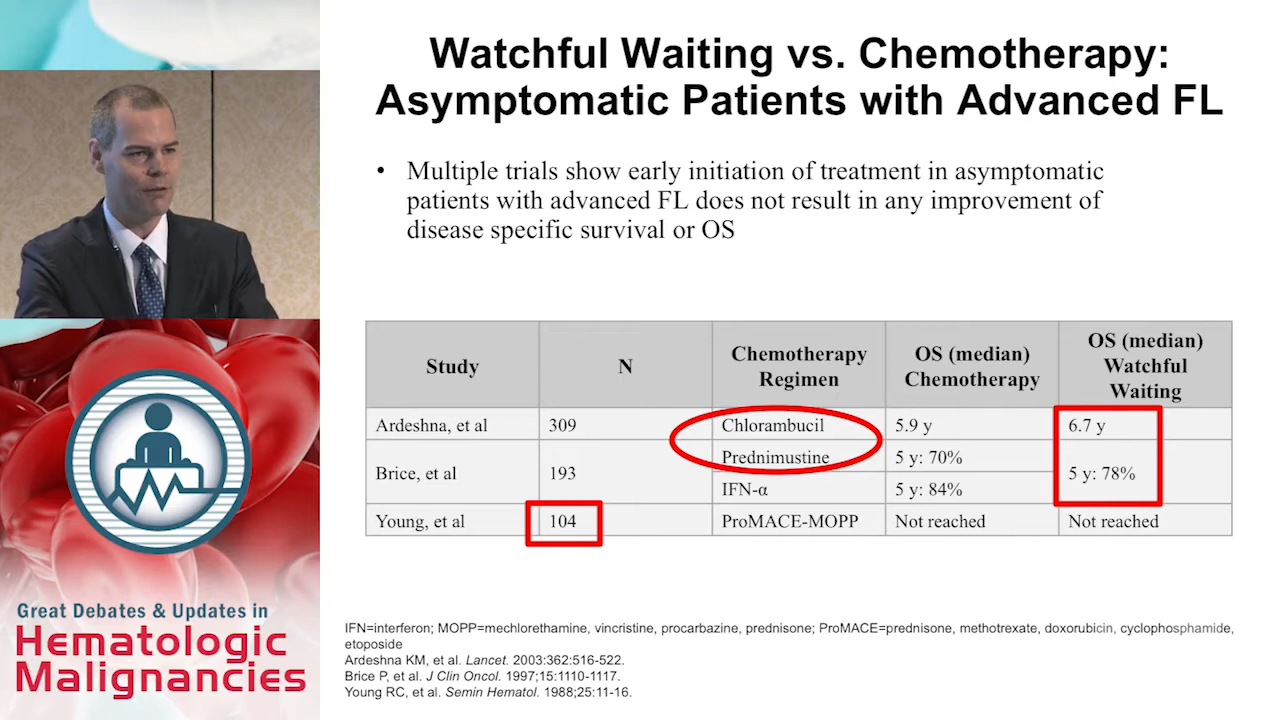 Watchful Waiting vs. Chemotherapy:
Asymptomatic Patients with Advanced FL
• Multiple trials show early initiation of treatment in asymptomatic
patients with advanced FL does not result in any improvement of
disease specific survival or OS
Study N Chemotherapy Regimen OS (median) Chemotherapy OS (median) Watchful Waiting
Ardeshna, et al 309 Chlorambucil 5.9 y 6.7 y
Brice, et al 193 Prednimustine 5 y: 70% 5 y: 78%
IFN-α 5 y: 84%
Young, et al 104 ProMACE-MOPP Not reached Not reached
IFN=interferon; MOPP=mechlorethamine, vincristine, procarbazine, prednisone; ProMACE=prednisone, methotrexate, doxorubicin, cyclophosphamide,
etoposide
Ardeshna KM, et al. Lancet. 2003:362:516-522.
Brice P, et al. J Clin Oncol. 1997;15:1110-1117.
Young RC, et al. Semin Hematol. 1988;25:11-16.
Great Debates & Updates in
Hematologic
Malignancies